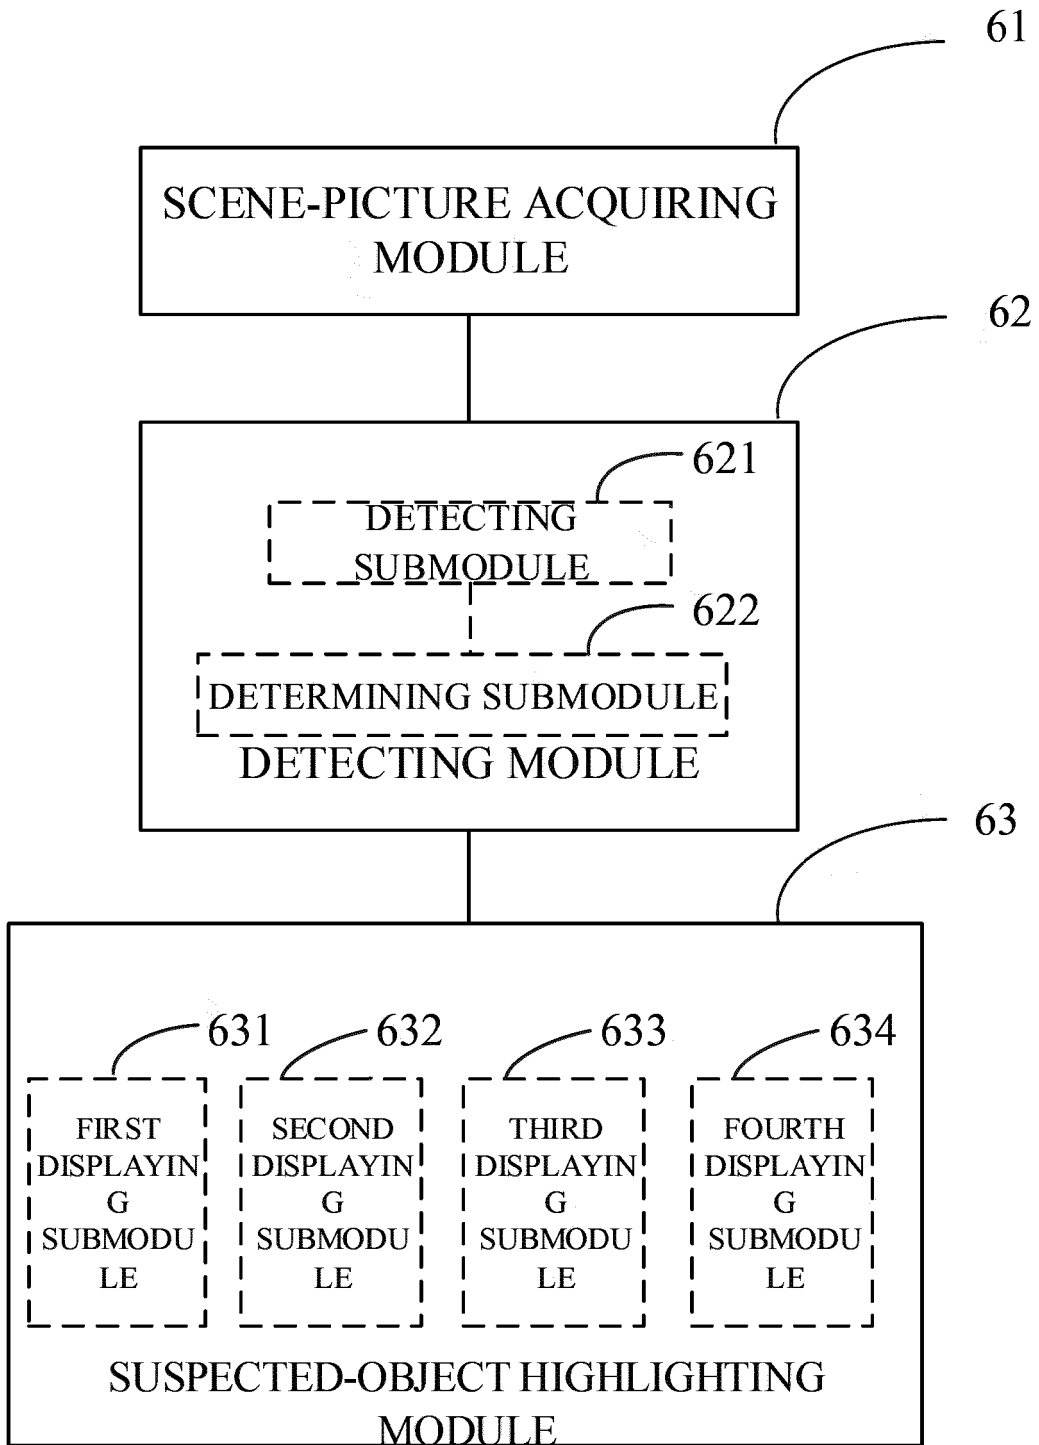 61
SCENE-PICTURE ACQUIRING
MODULE
62
621
DETECTING
SUBMODULE
622
DETERMINING SUBMODULE
DETECTING MODULE
63
631
632
633
634
FIRST
DISPLAYIN
G
SUBMODU
LE
SECOND
DISPLAYIN
G
SUBMODU
LE
THIRD
DISPLAYIN
G
SUBMODU
LE
FOURTH
DISPLAYIN
G
SUBMODU
LE
SUSPECTED-OBJECT HIGHLIGHTING
MODULE